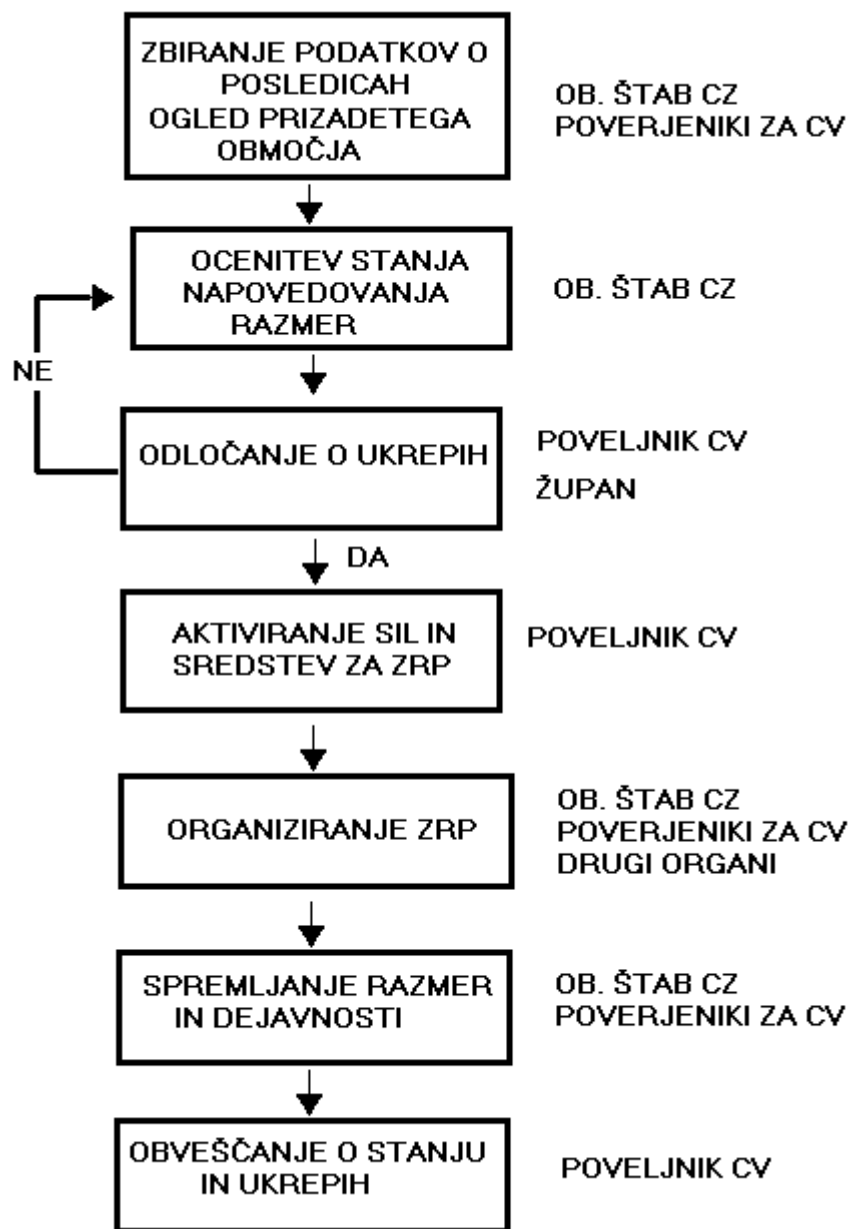 ZBIRANJE PODATKOV O
POSLEDICAH
OGLED PRIZADETEGA
OBMOČJA
OB. ŠTAB CZ
POVERJENIKI ZA CV
OCENITEV STANJA
NAPOVEDOVANJA
RAZMER
OB. ŠTAB CZ
NE
ODLOČANJE O UKREPIH
POVELJNIK CV
ŽUPAN
DA
AKTIVIRANJE SIL IN
SREDSTEV ZA ZRP
POVELJNIK CV
ORGANIZIRANJE ZRP
OB. ŠTAB CZ
POVERJENIKI ZA CV
DRUGI ORGANI
SPREMLJANJE RAZMER
IN DEJAVNOSTI
OB. ŠTAB CZ
POVERJENIKI ZA CV
OBVEŠČANJE O STANJU
IN UKREPIH
POVELJNIK CV